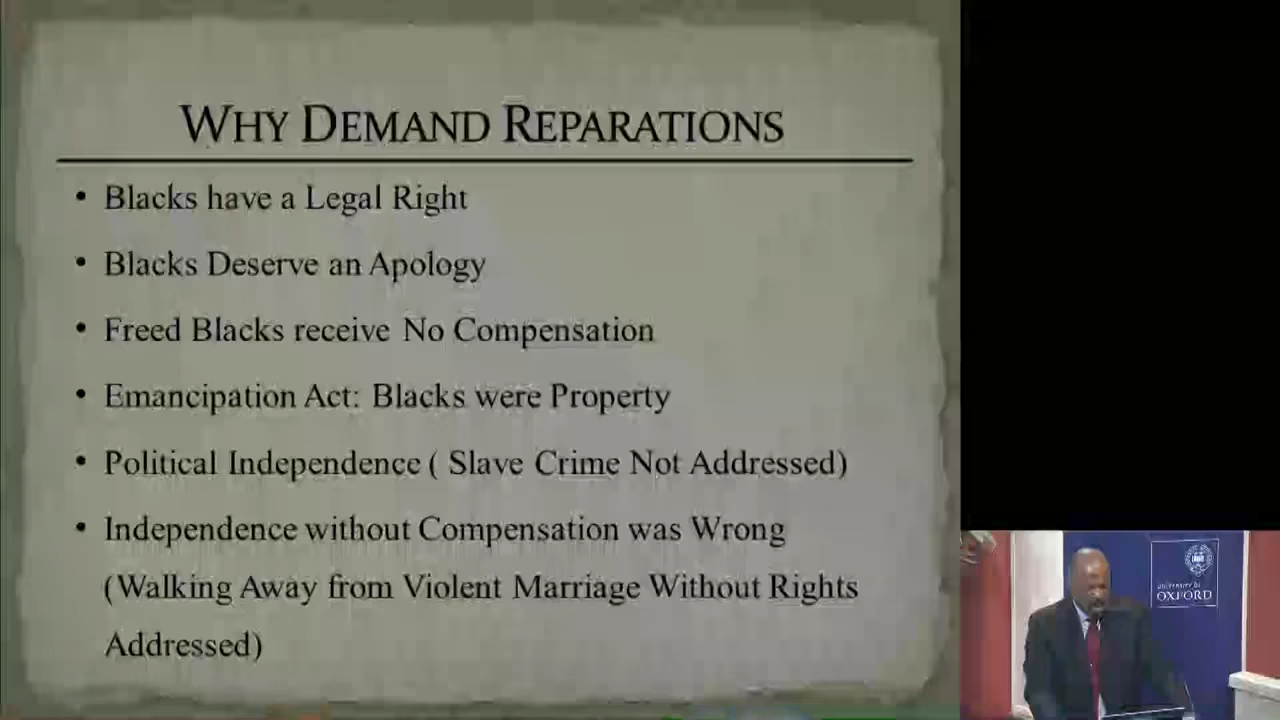 WHY DEMAND REPARATIONS
• Blacks have a Legal Right
• Blacks Deserve an Apology
• Freed Blacks receive No Compensation
• Emancipation Act: Blacks were Property
• Political Independence ( Slave Crime Not Addressed)
• Independence without Compensation was Wrong
(Walking Away from Violent Marriage Without Rights
Addressed)
UNIVERSITY OF
OXFORD